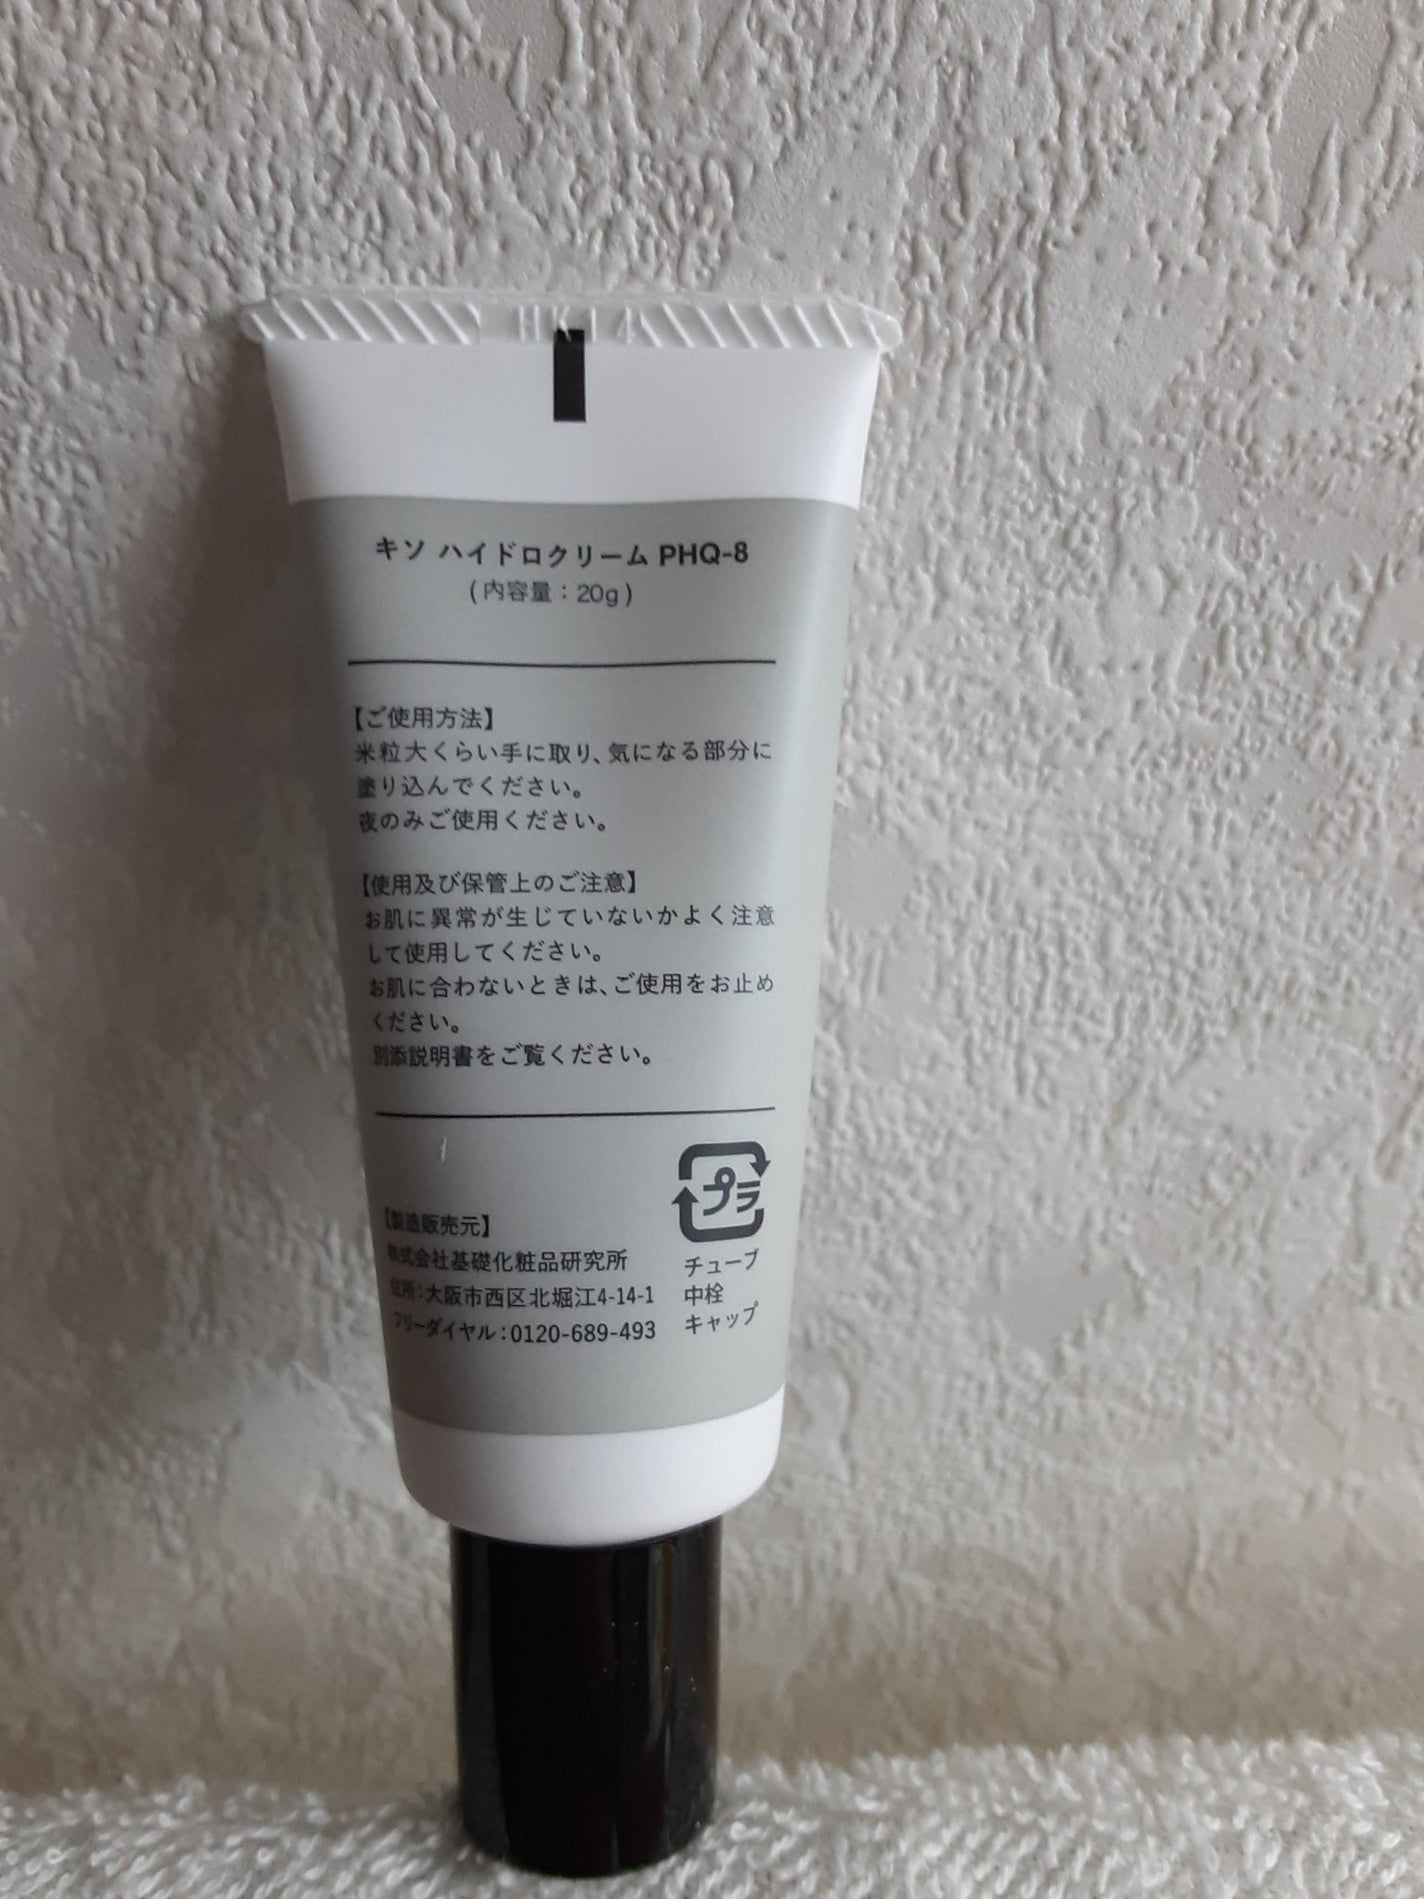 HK14
キソ ハイドロクリーム PHQ-8
(内容量：20g)
【ご使用方法】
米粒大くらい手に取り、気になる部分に
塗り込んでください。
夜のみご使用ください。
【使用及び保管上のご注意】
お肌に異常が生じていないかよく注意
して使用してください。
お肌に合わないときは、ご使用をお止め
ください。
別添説明書をご覧ください。
【製造販売元】
株式会社基礎化粧品研究所
住所：大阪市西区北堀江4-14-1
フリーダイヤル：0120-689-493
プラ
チューブ
中栓
キャップ